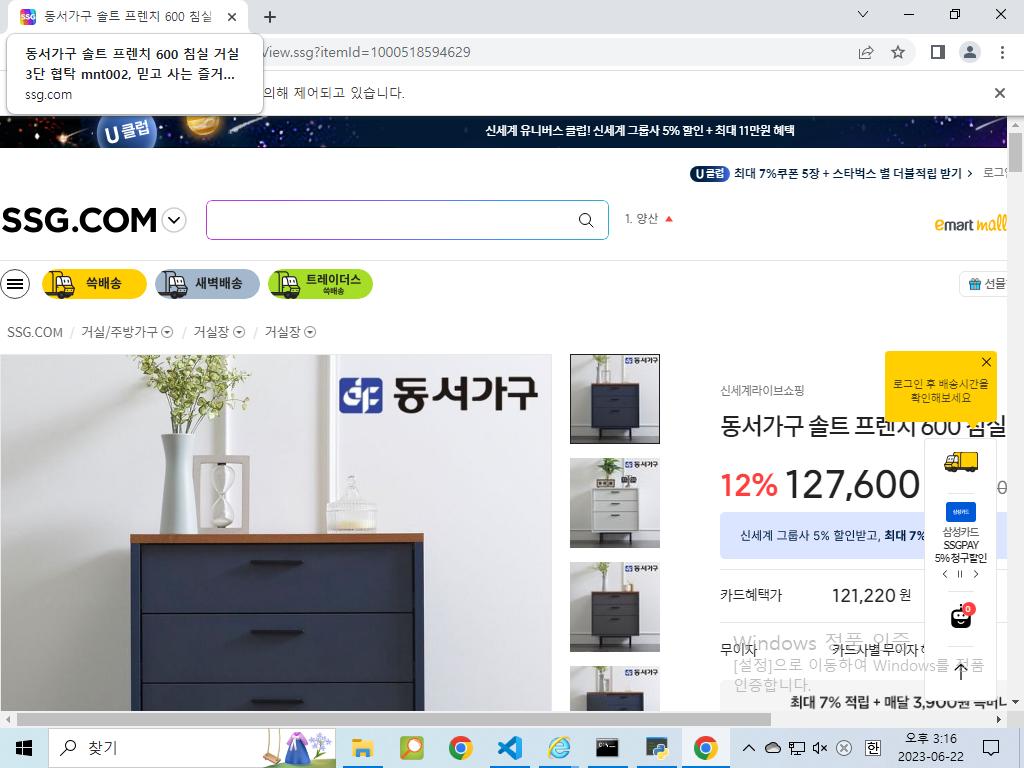 동서가구 솔트 프렌치 600 침실
동서가구 솔트 프렌치 600 침실 거실
3단 협탁 mnt002, 믿고 사는 즐거...
ssg.com
View.ssg?itemId=1000518594629
의해 제어되고 있습니다.
U클럽
신세계 유니버스 클럽! 신세계 그룹사 5% 할인 + 최대 11만원 혜택
U클럽 최대 7%쿠폰 5장 + 스타벅스 별 더블적립 받기
SSG.COM
1. 양산
emart mall
쓱배송
새벽배송
트레이더스
쓱배송
선물
SSG.COM / 거실/주방가구 / 거실장 / 거실장
동서가구
동서가구
동서가구
동서가구
동서가구
신세계라이브쇼핑
로그인 후 배송시간을
확인해보세요
동서가구 솔트 프렌치 600 침실
12% 127,600
신세계 그룹사 5% 할인받고, 최대 7%
삼성카드
삼성카드
SSGPAY
5% 청구할인
카드혜택가 121,220 원
0
무이자 카드사별 무이자
Windows 정품 인증
[설정]으로 이동하여 Windows를 정품
인증합니다.
최대 7% 적립 + 매달 3,900원
찾기
한
오후 3:16
2023-06-22